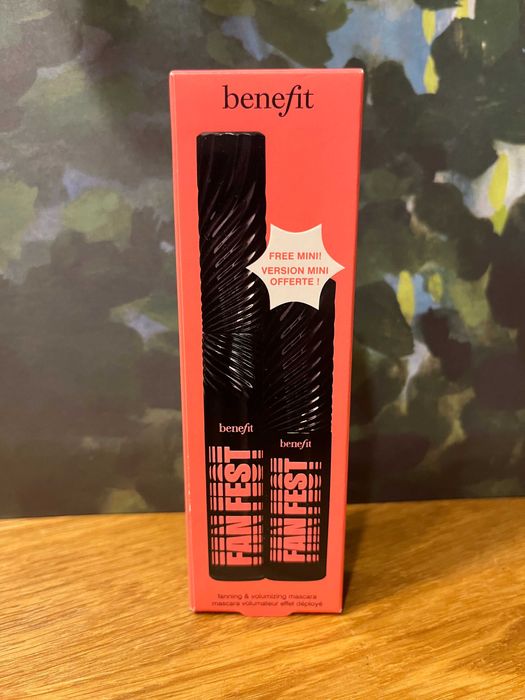 benefit
FREE MINI!
VERSION MINI
OFFERTE !
benefit
FAN FEST
benefit
FAN FEST
fanning & volumizing mascara
mascara volumateur effet déployé